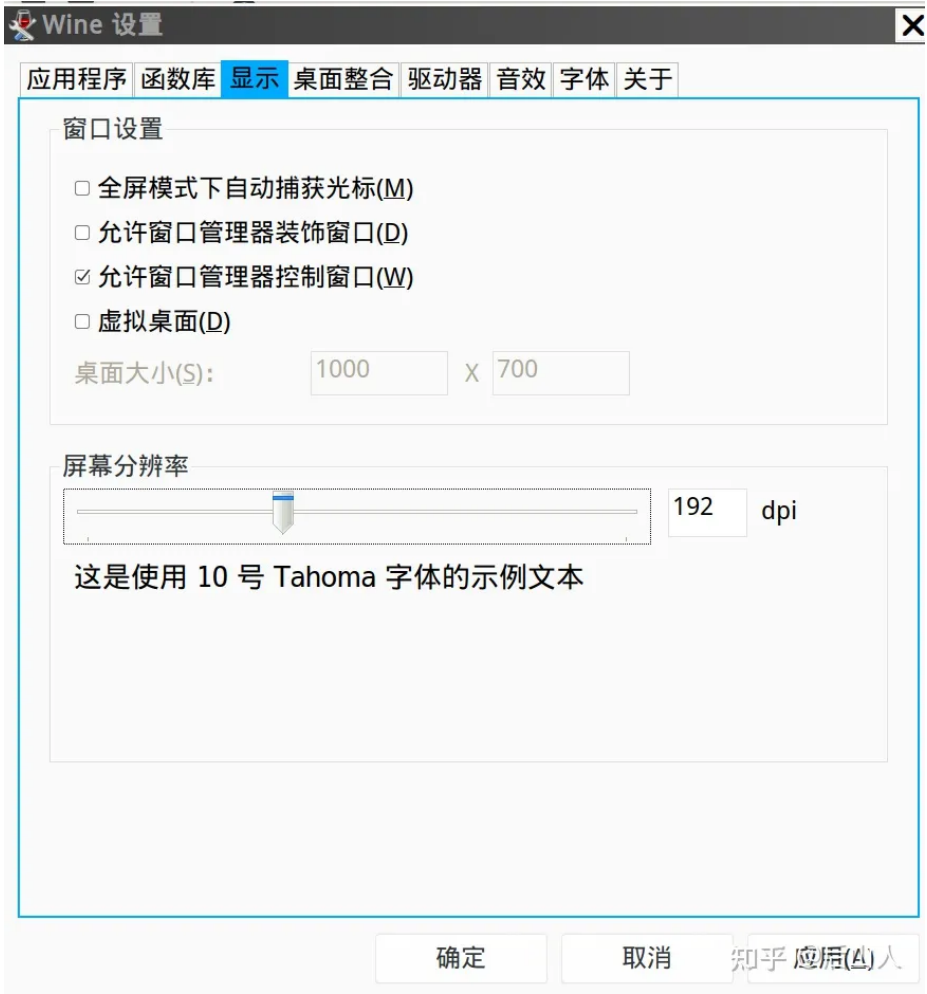 Wine 设置
应用程序 函数库 显示 桌面整合 驱动器 音效 字体 关于
窗口设置
全屏模式下自动捕获光标(M)
允许窗口管理器装饰窗口(D)
允许窗口管理器控制窗口(W)
虚拟桌面(D)
桌面大小(S): 1000 X 700
屏幕分辨率
192 dpi
这是使用 10 号 Tahoma 字体的示例文本
确定 取消 应用(A)
知乎